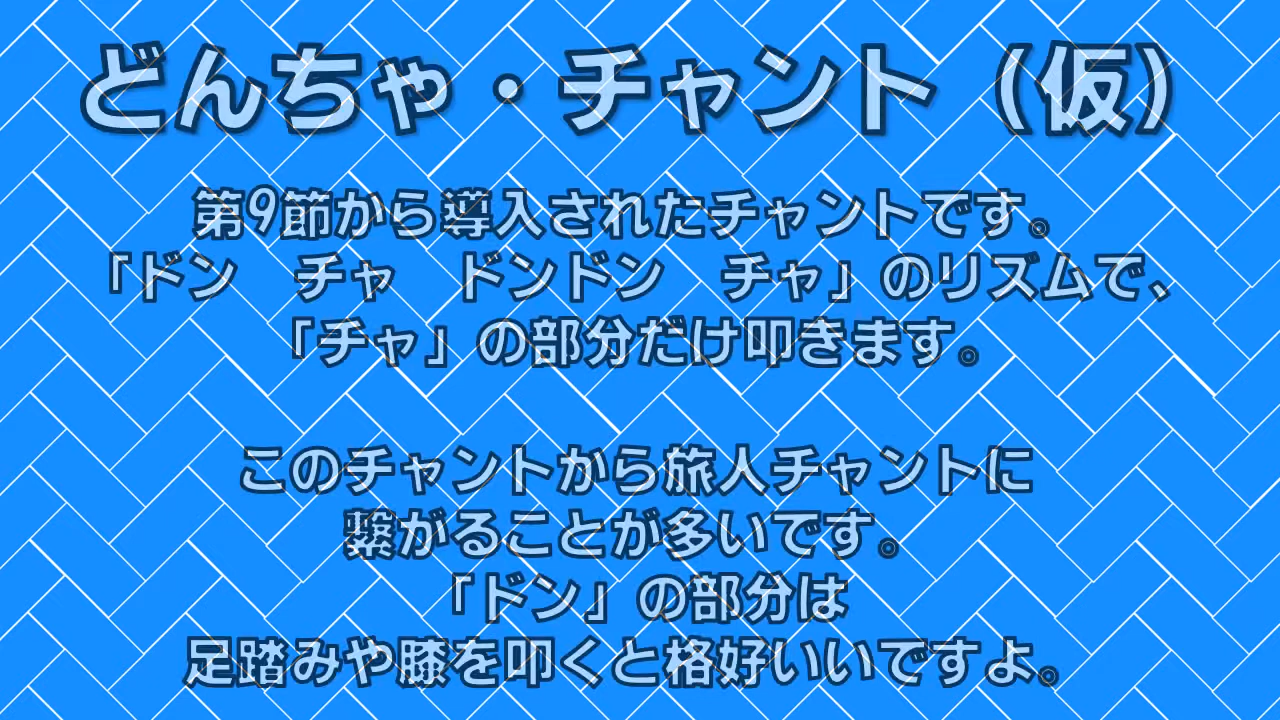 どんちゃ・チャント（仮）
第9節から導入されたチャントです。
「ドン　チャ　ドンドン　チャ」のリズムで、
「チャ」の部分だけ叩きます。
このチャントから旅人チャントに
繋がることが多いです。
「ドン」の部分は
足踏みや膝を叩くと格好いいですよ。